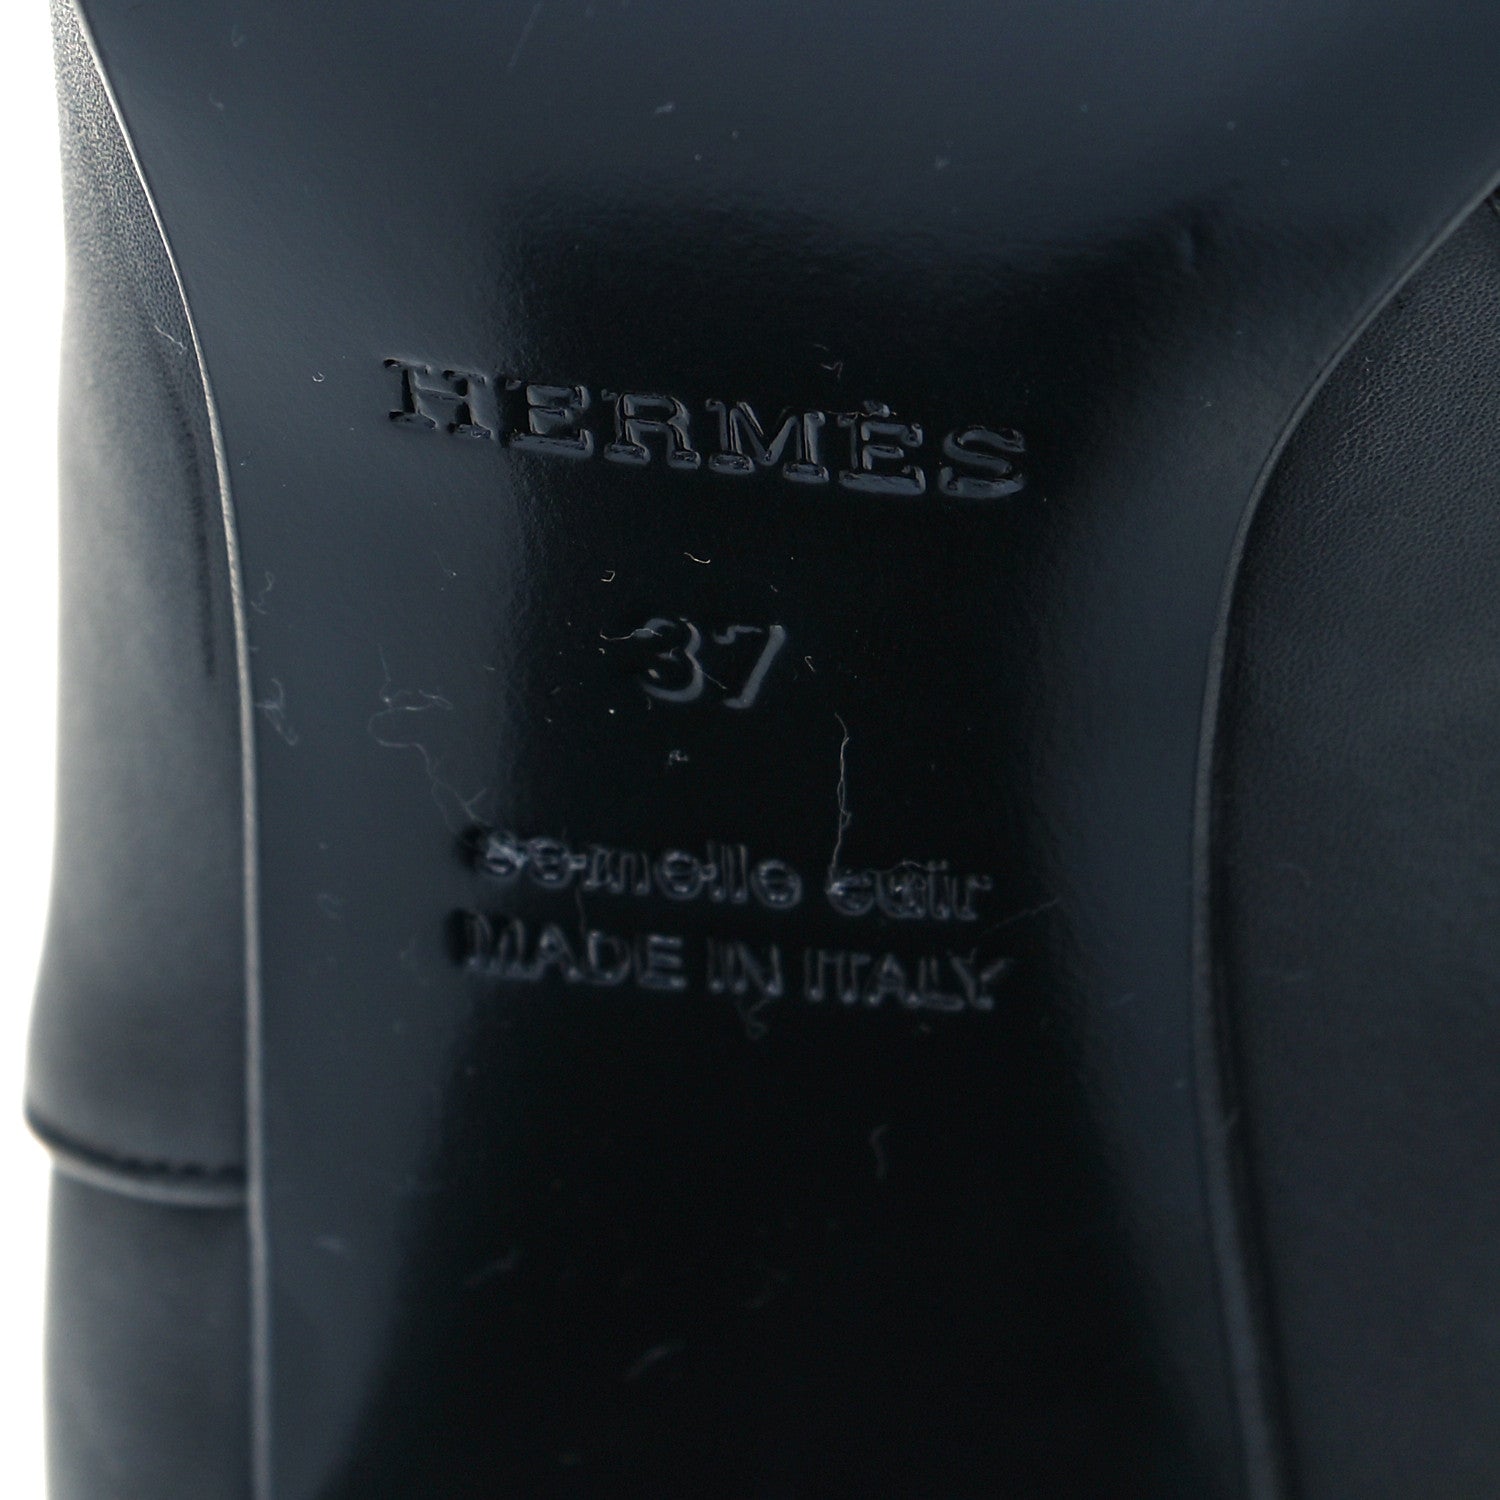 HERMÈS
37
semelle cuir
MADE IN ITALY